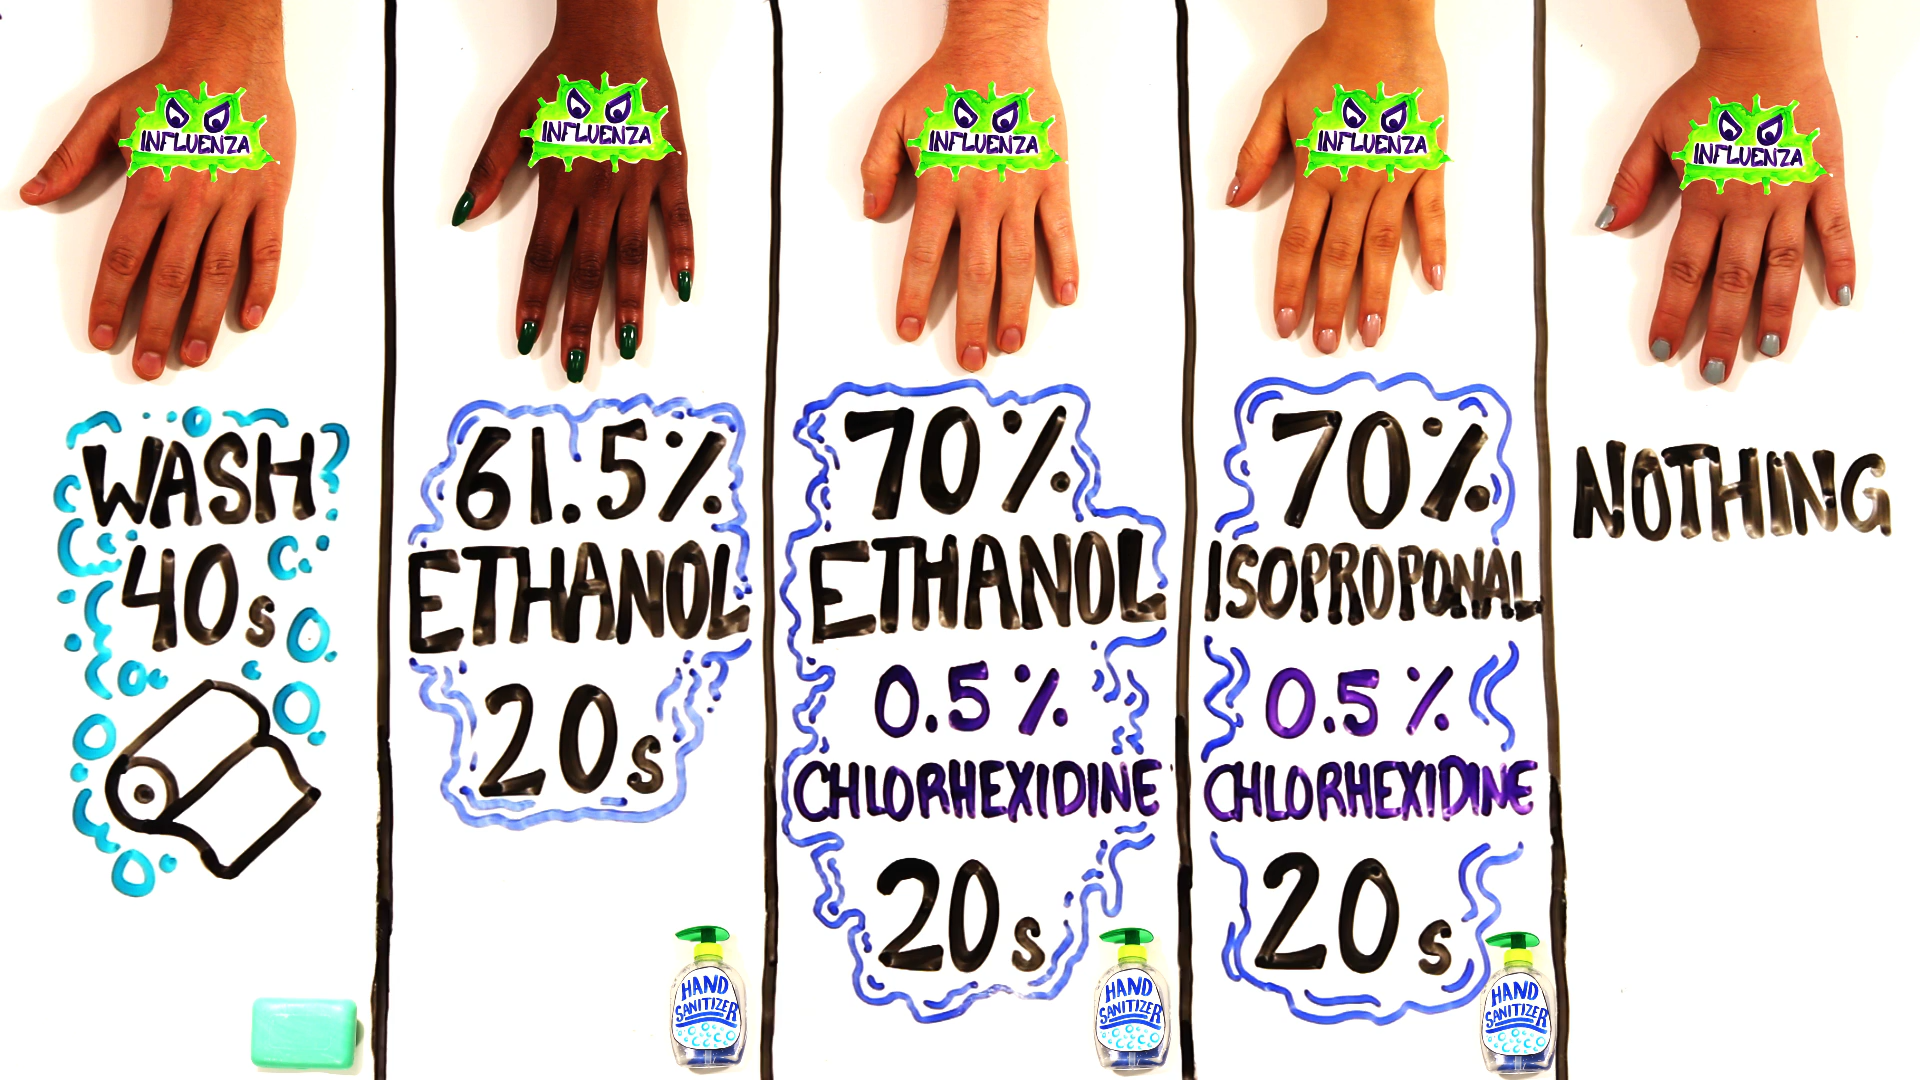 INFLUENZA
WASH
40s
INFLUENZA
61.5%
ETHANOL
20s
HAND
SANITIZER
INFLUENZA
70%
ETHANOL
0.5%
CHLORHEXIDINE
20s
HAND
SANITIZER
INFLUENZA
70%
ISOPROPONAL
0.5%
CHLORHEXIDINE
20s
HAND
SANITIZER
INFLUENZA
NOTHING